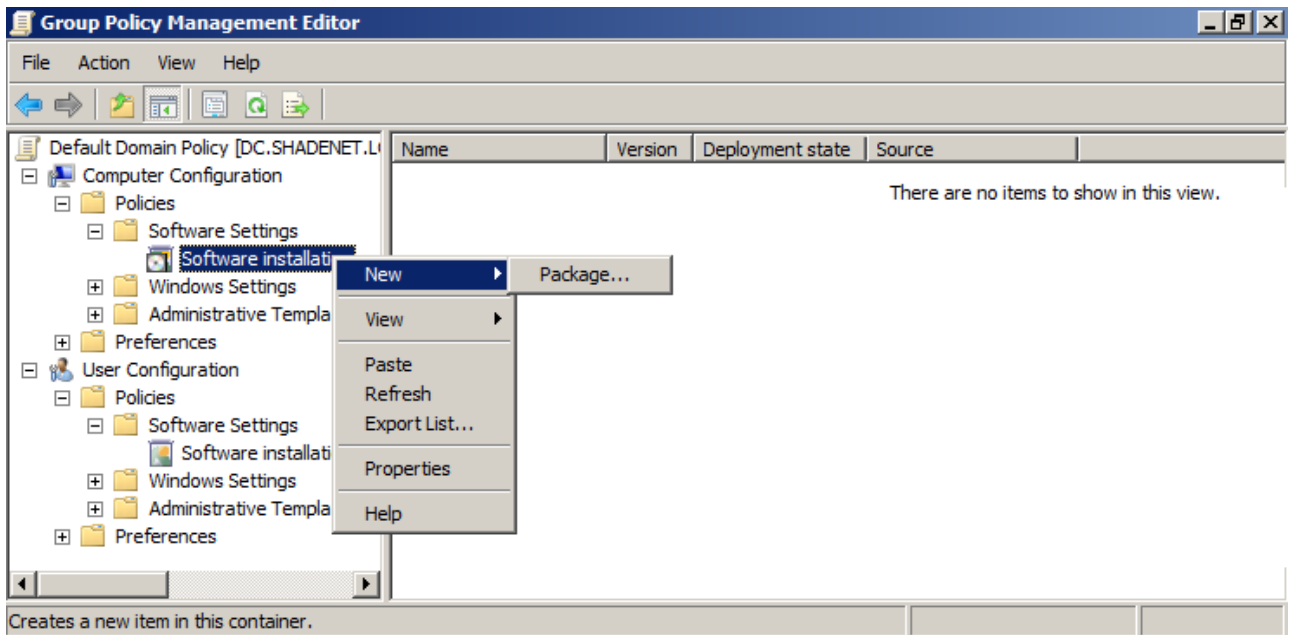 Group Policy Management Editor
File Action View Help
Default Domain Policy [DC.SHADENET.L
Name Version Deployment state Source
Computer Configuration
There are no items to show in this view.
Policies
Software Settings
Software installati
New Package...
Windows Settings
Administrative Templa
View
Preferences
User Configuration
Paste
Policies
Refresh
Software Settings
Export List...
Software installati
Properties
Windows Settings
Administrative Templa
Help
Preferences
Creates a new item in this container.